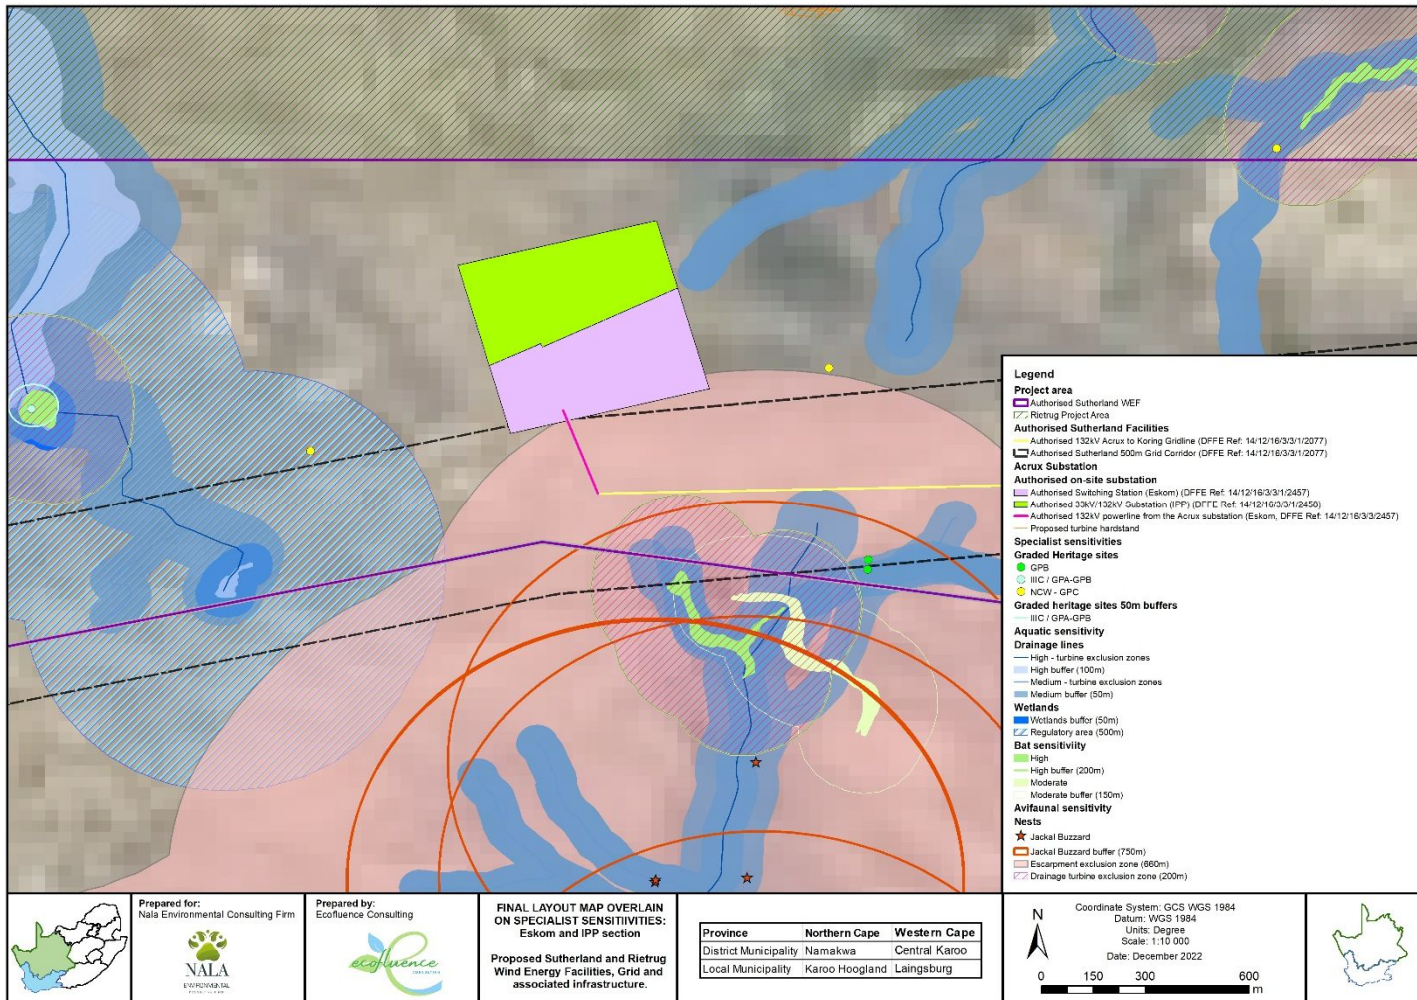 Legend
Project area
Authorised Sutherland WEF
Rietrug Project Area
Authorised Sutherland Facilities
Authorised 132kV Acrux to Koring Gridline (DFFE Ref: 14/12/16/3/3/1/2077)
Authorised Sutherland 500m Grid Corridor (DFFE Ref: 14/12/16/3/3/1/2077)
Acrux Substation
Authorised on-site substation
Authorised Switching Station (Eskom) (DFFE Ref: 14/12/16/3/3/1/2457)
Authorised 33kV/132kV Substation (IPP) (DFFE Ref: 14/12/16/3/3/1/2458)
Authorised 132kV powerline from the Acrux substation (Eskom, DFFE Ref: 14/12/16/3/3/2457)
Proposed turbine hardstand
Specialist sensitivities
Graded Heritage sites
GPB
IIIC / GPA-GPB
NCW - GPC
Graded heritage sites 50m buffers
IIIC / GPA-GPB
Aquatic sensitivity
Drainage lines
High - turbine exclusion zones
High buffer (100m)
Medium - turbine exclusion zones
Medium buffer (50m)
Wetlands
Wetlands buffer (50m)
Regulatory area (500m)
Bat sensitivity
High
High buffer (200m)
Moderate
Moderate buffer (150m)
Avifaunal sensitivity
Nests
Jackal Buzzard
Jackal Buzzard buffer (750m)
Escarpment exclusion zone (660m)
Drainage turbine exclusion zone (200m)
Prepared for:
Nala Environmental Consulting Firm
NALA
ENVIRONMENTAL
Prepared by:
Ecofluence Consulting
ecofluence
FINAL LAYOUT MAP OVERLAIN
ON SPECIALIST SENSITIIVITIES:
Eskom and IPP section
Proposed Sutherland and Rietrug
Wind Energy Facilities, Grid and
associated infrastructure.
Province Northern Cape Western Cape
District Municipality Namakwa Central Karoo
Local Municipality Karoo Hoogland Laingsburg
N
Coordinate System: GCS WGS 1984
Datum: WGS 1984
Units: Degree
Scale: 1:10 000
Date: December 2022
0 150 300 600
m